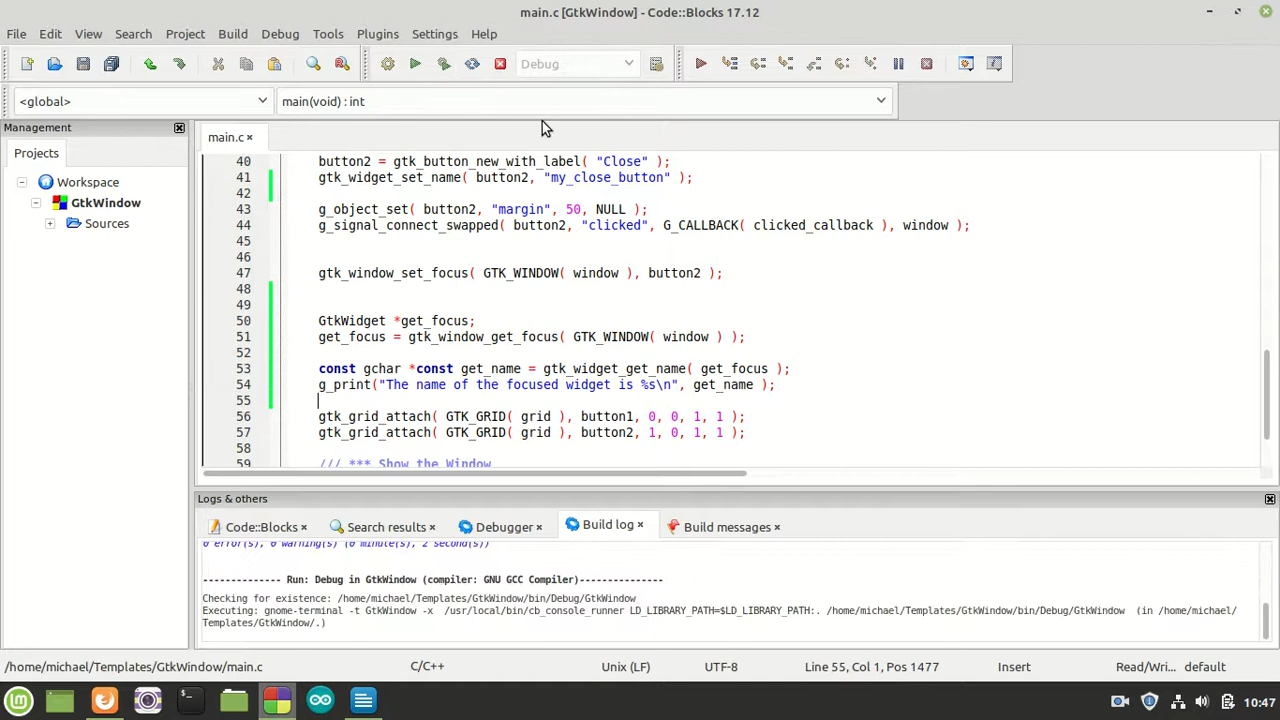 main.c [GtkWindow] - Code::Blocks 17.12
File Edit View Search Project Build Debug Tools Plugins Settings Help
Debug
<global> main(void) : int
Management
Projects
Workspace
GtkWindow
Sources
main.c
40 button2 = gtk_button_new_with_label( "Close" );
41 gtk_widget_set_name( button2, "my_close_button" );
42
43 g_object_set( button2, "margin", 50, NULL );
44 g_signal_connect_swapped( button2, "clicked", G_CALLBACK( clicked_callback ), window );
45
46
47 gtk_window_set_focus( GTK_WINDOW( window ), button2 );
48
49
50 GtkWidget *get_focus;
51 get_focus = gtk_window_get_focus( GTK_WINDOW( window ) );
52
53 const gchar *const get_name = gtk_widget_get_name( get_focus );
54 g_print("The name of the focused widget is %s\n", get_name );
55
56 gtk_grid_attach( GTK_GRID( grid ), button1, 0, 0, 1, 1 );
57 gtk_grid_attach( GTK_GRID( grid ), button2, 1, 0, 1, 1 );
58
59 /// *** Show the Window
Logs & others
Code::Blocks Search results Debugger Build log Build messages
0 error(s), 0 warning(s) (0 minute(s), 2 second(s))
-------------- Run: Debug in GtkWindow (compiler: GNU GCC Compiler)---------------
Checking for existence: /home/michael/Templates/GtkWindow/bin/Debug/GtkWindow
Executing: gnome-terminal -t GtkWindow -x /usr/local/bin/cb_console_runner LD_LIBRARY_PATH=$LD_LIBRARY_PATH:. /home/michael/Templates/GtkWindow/bin/Debug/GtkWindow (in /home/michael/
Templates/GtkWindow/.)
/home/michael/Templates/GtkWindow/main.c C/C++ Unix (LF) UTF-8 Line 55, Col 1, Pos 1477 Insert Read/Wri... default
10:47